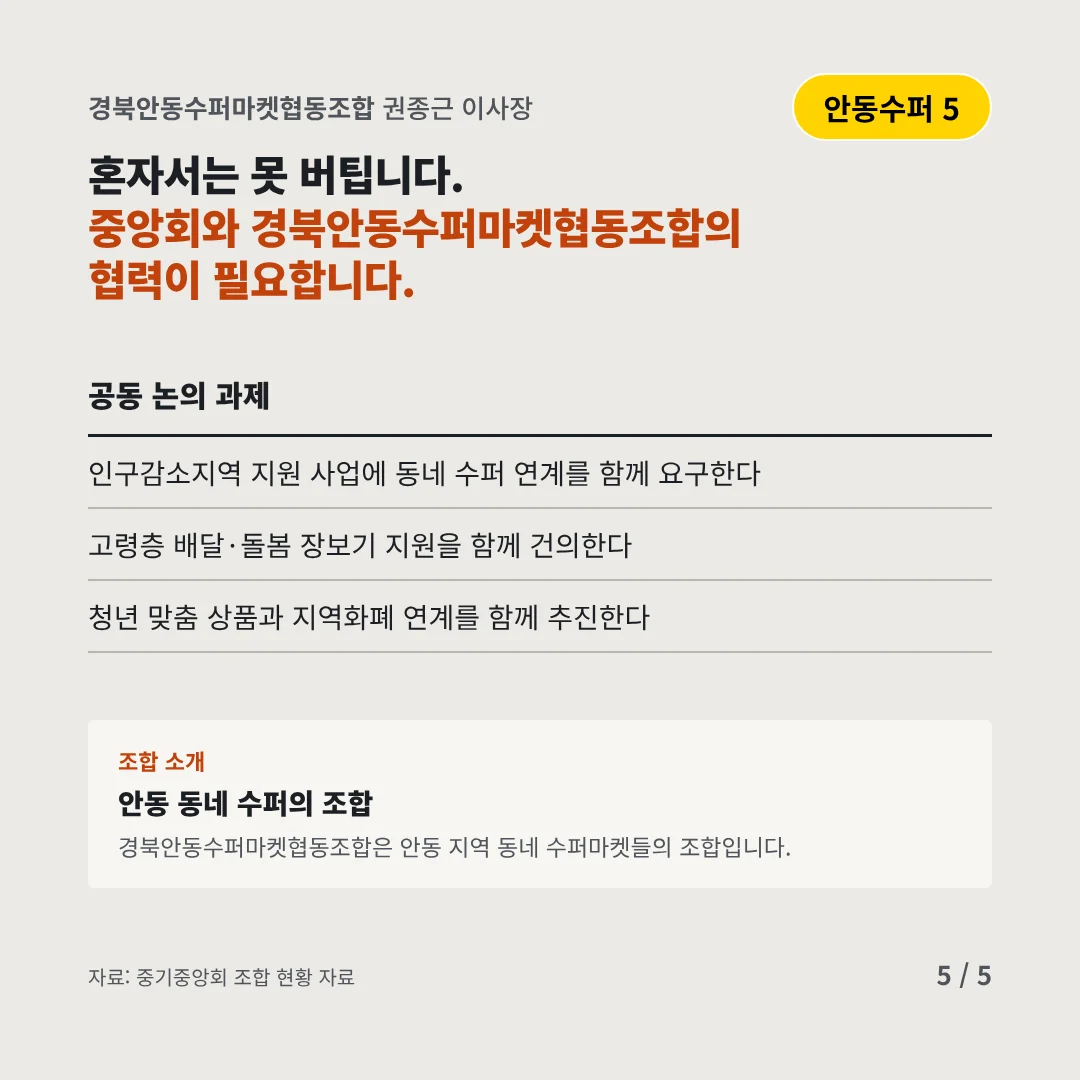 경북안동수퍼마켓협동조합 권종근 이사장
안동수퍼 5
혼자서는 못 버팁니다.
중앙회와 경북안동수퍼마켓협동조합의
협력이 필요합니다.
공동 논의 과제
인구감소지역 지원 사업에 동네 수퍼 연계를 함께 요구한다
고령층 배달·돌봄 장보기 지원을 함께 건의한다
청년 맞춤 상품과 지역화폐 연계를 함께 추진한다
조합 소개
안동 동네 수퍼의 조합
경북안동수퍼마켓협동조합은 안동 지역 동네 수퍼마켓들의 조합입니다.
자료: 중기중앙회 조합 현황 자료
5 / 5